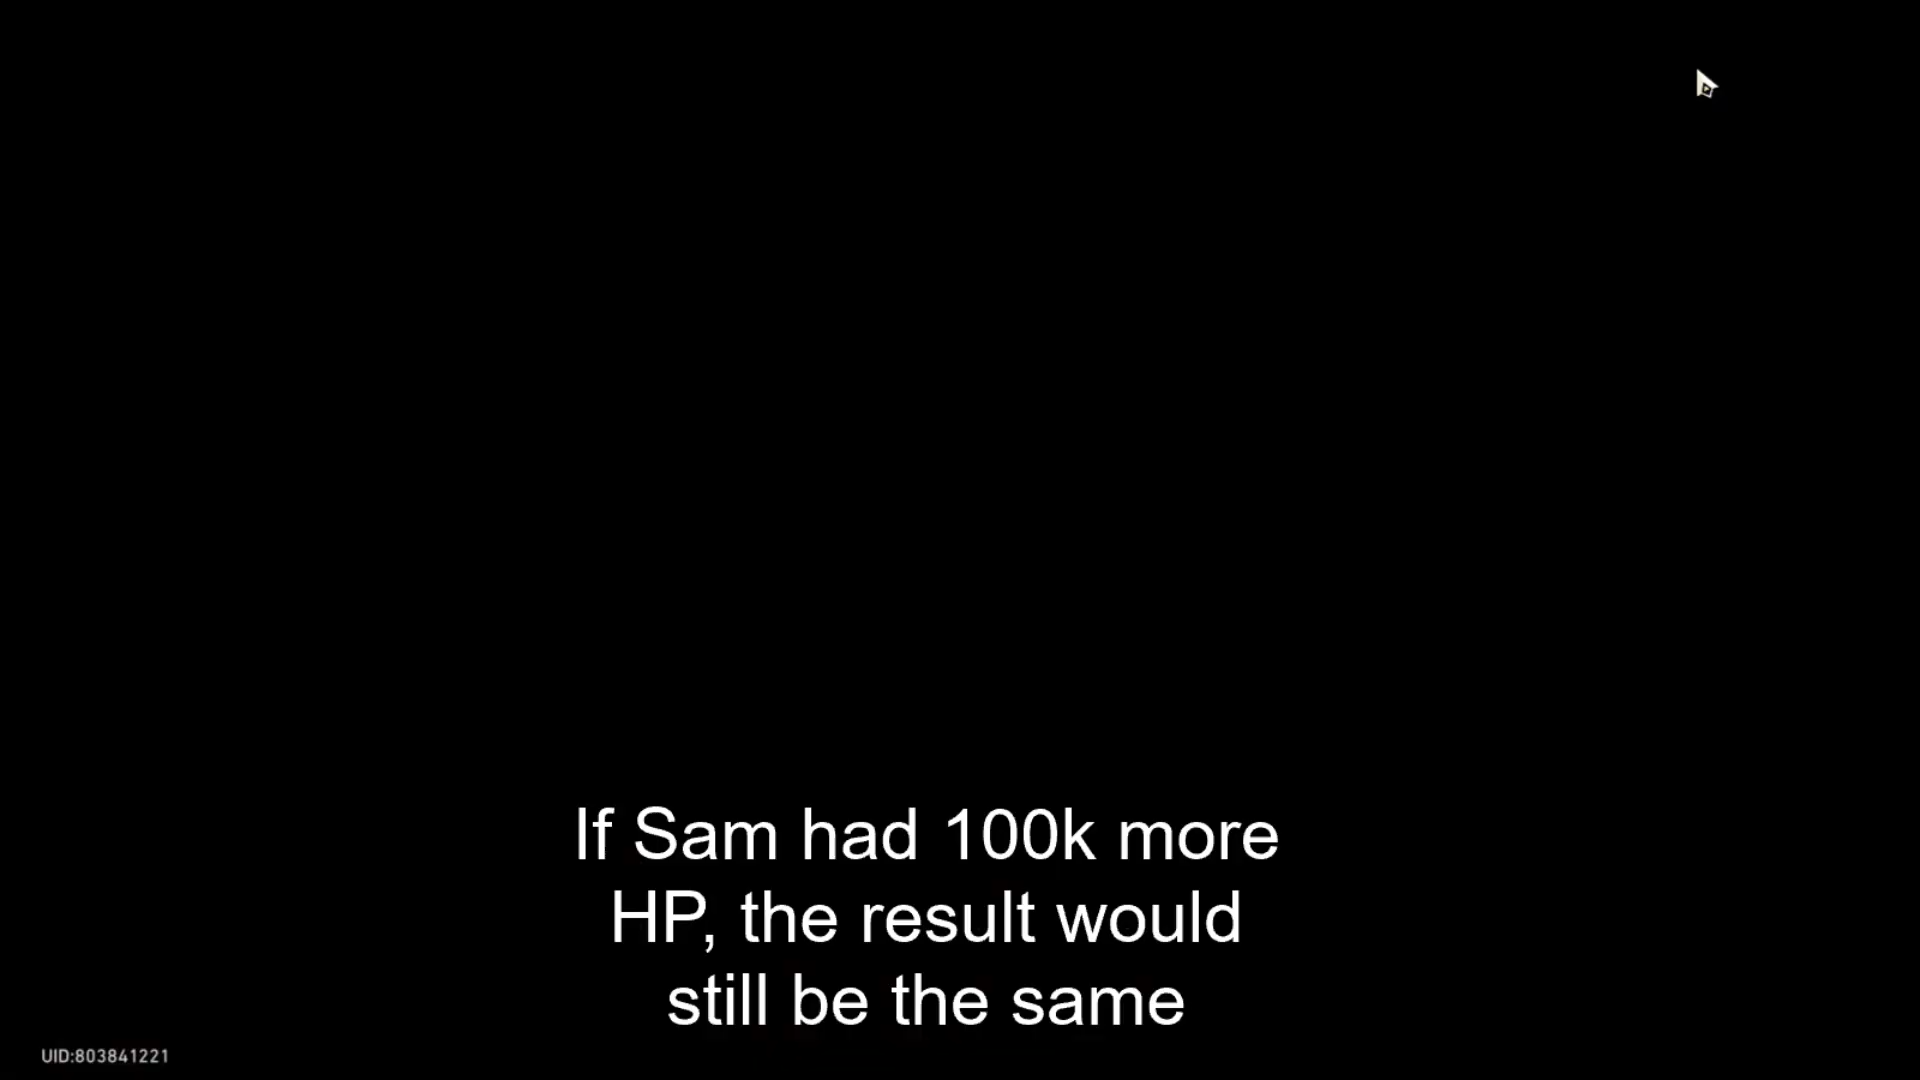 If Sam had 100k more
HP, the result would
still be the same
UID:803841221